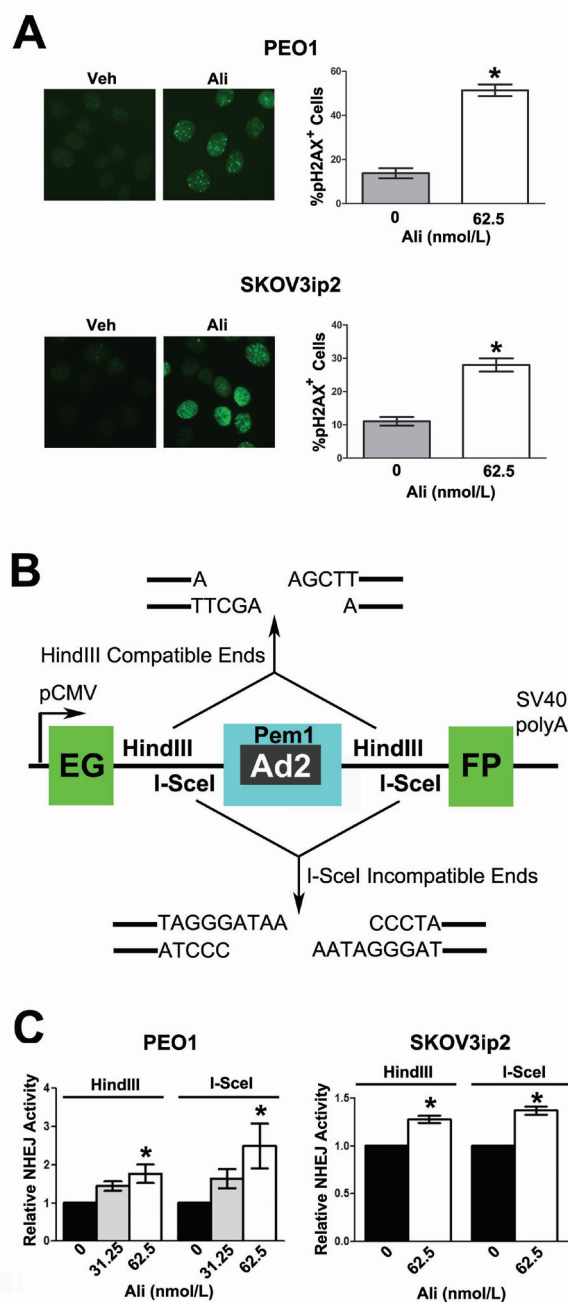 A
PEO1
Veh Ali
%pH2AX+ Cells
60
40
20
0
*
0 62.5
Ali (nmol/L)
SKOV3ip2
Veh Ali
%pH2AX+ Cells
40
30
20
10
0
*
0 62.5
Ali (nmol/L)
B
A AGCTT
TTCGA A
HindIII Compatible Ends
pCMV
SV40
polyA
EG HindIII Pem1 HindIII FP
I-SceI Ad2 I-SceI
I-SceI Incompatible Ends
TAGGGATAA CCCTA
ATCCC AATAGGGAT
C
PEO1
HindIII I-SceI
Relative NHEJ Activity
4
3
2
1
0
* *
0 31.25 62.5 0 31.25 62.5
Ali (nmol/L)
SKOV3ip2
HindIII I-SceI
Relative NHEJ Activity
1.5
1.0
0.5
0.0
* *
0 62.5 0 62.5
Ali (nmol/L)